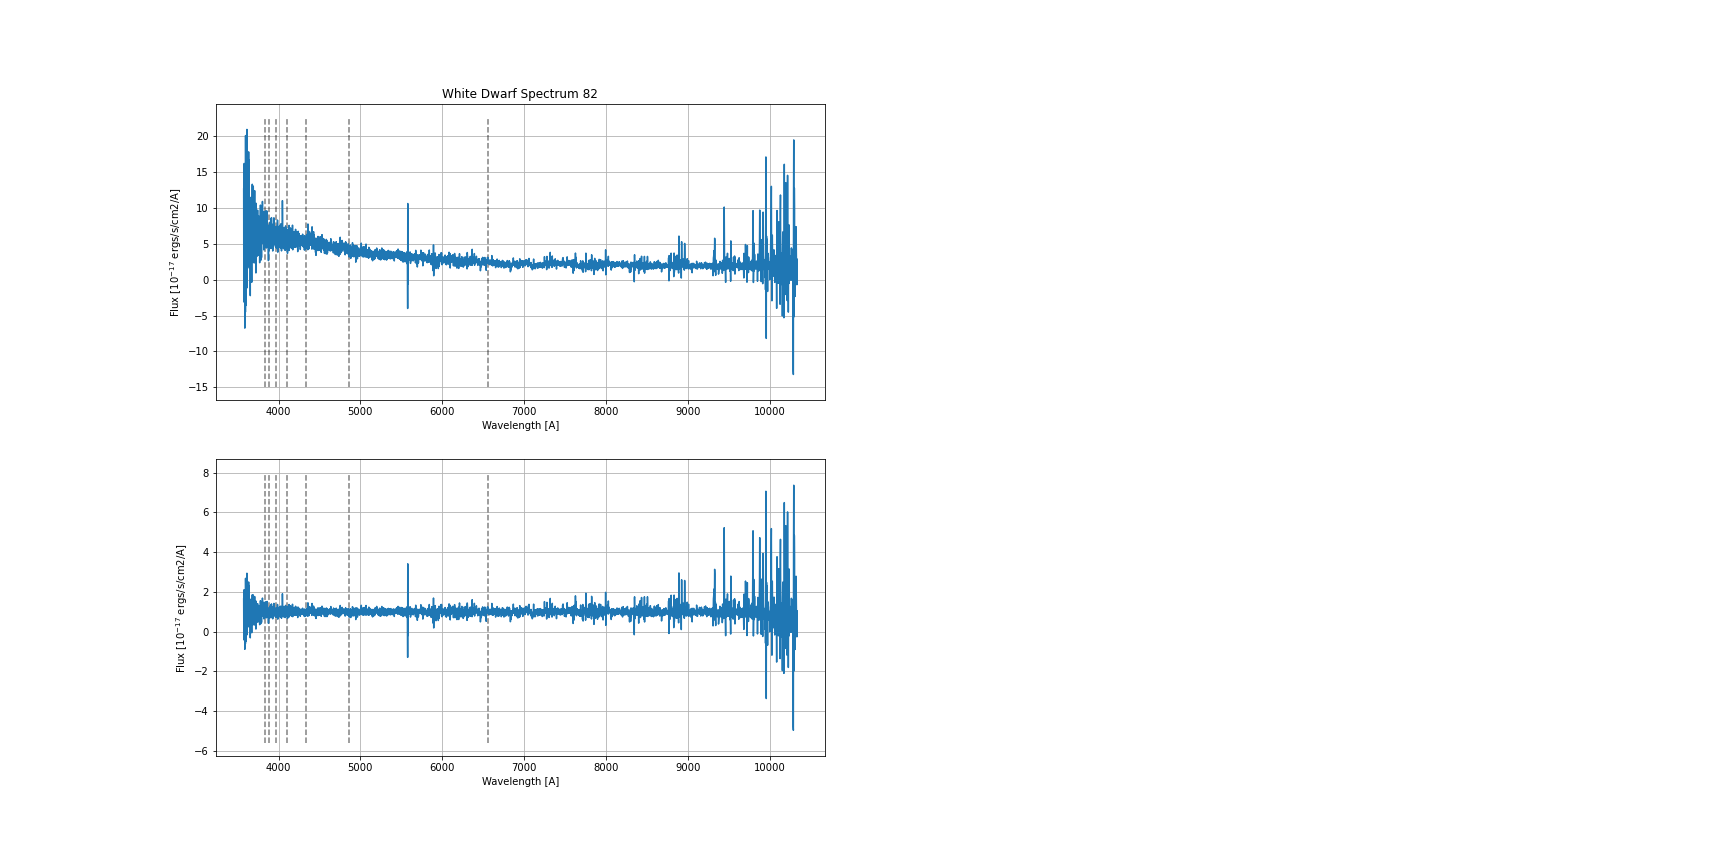 White Dwarf Spectrum 82
20
15
10
5
0
−5
−10
−15
Flux [10⁻¹⁷ ergs/s/cm2/A]
4000 5000 6000 7000 8000 9000 10000
Wavelength [A]
8
6
4
2
0
−2
−4
−6
Flux [10⁻¹⁷ ergs/s/cm2/A]
4000 5000 6000 7000 8000 9000 10000
Wavelength [A]